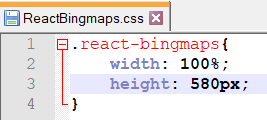 ReactBingmaps.css
1 .react-bingmaps{
2 width: 100%;
3 height: 580px;
4 }